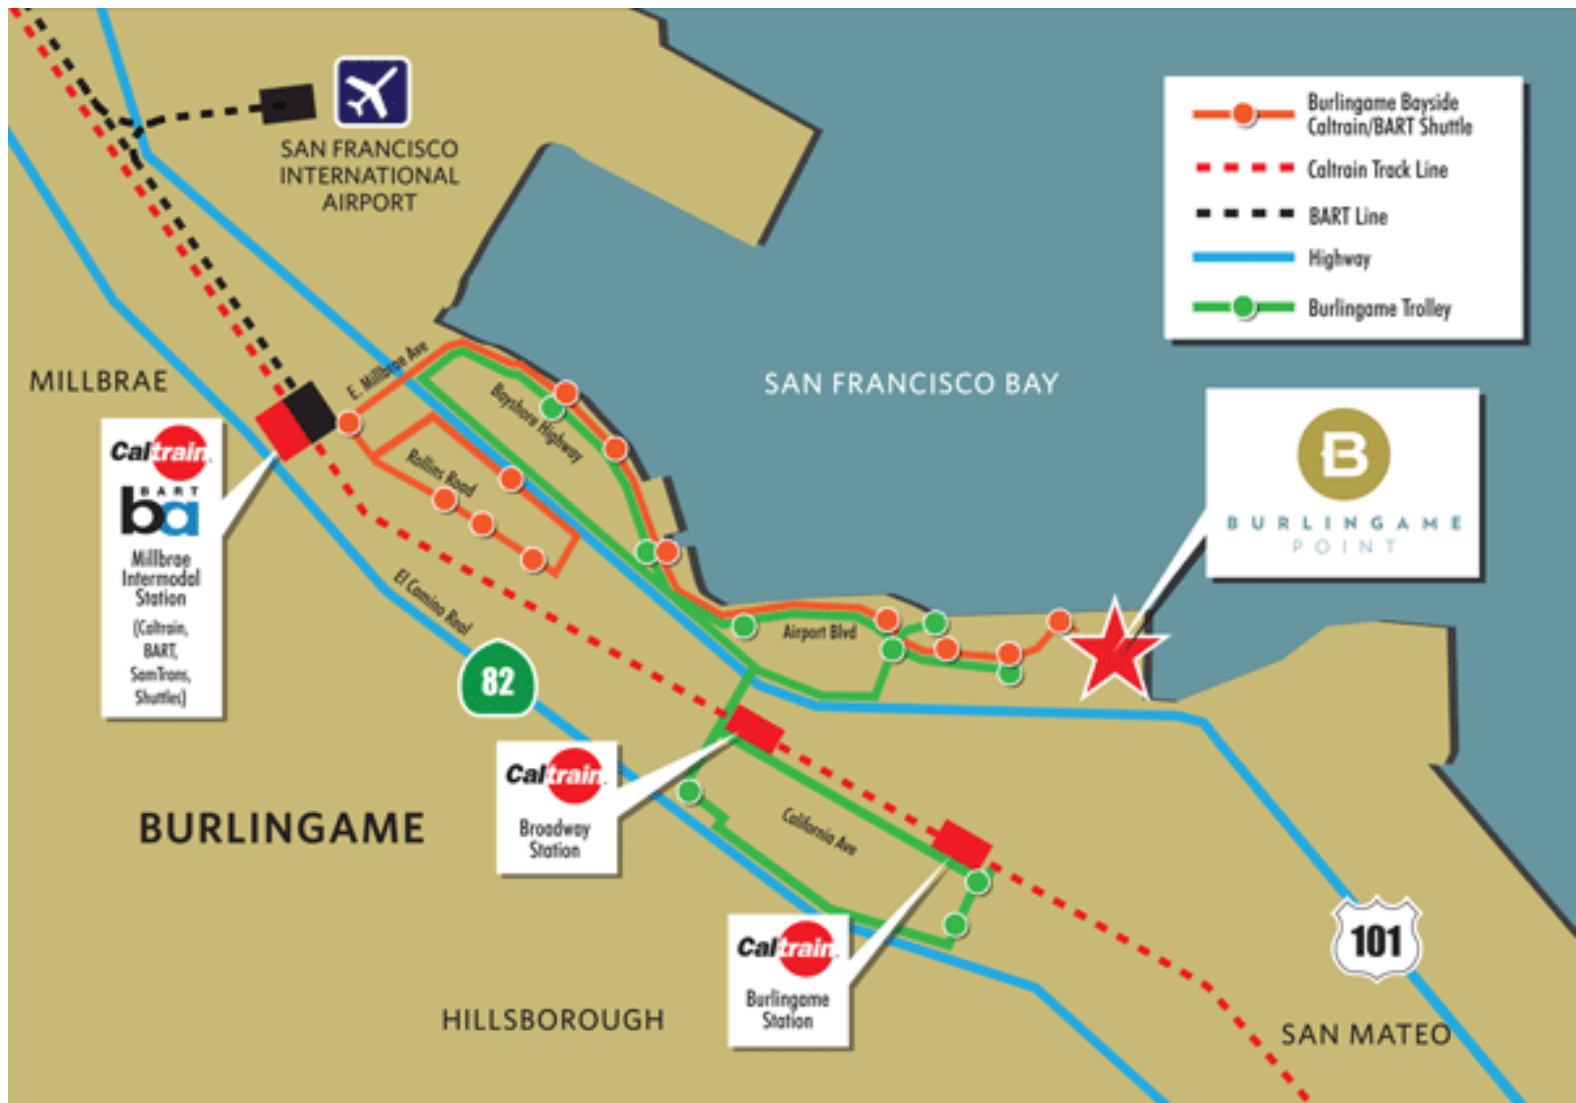 SAN FRANCISCO
INTERNATIONAL
AIRPORT
Burlingame Bayside
Caltrain/BART Shuttle
Caltrain Track Line
BART Line
Highway
Burlingame Trolley
MILLBRAE
E. Millbrae Ave
Bayshore Highway
SAN FRANCISCO BAY
Caltrain
BART
ba
Millbrae
Intermodal
Station
(Caltrain,
BART,
SamTrans,
Shuttles)
Rollins Road
B
BURLINGAME
POINT
El Camino Real
82
Airport Blvd
Caltrain
Broadway
Station
BURLINGAME
California Ave
Caltrain
Burlingame
Station
101
HILLSBOROUGH
SAN MATEO